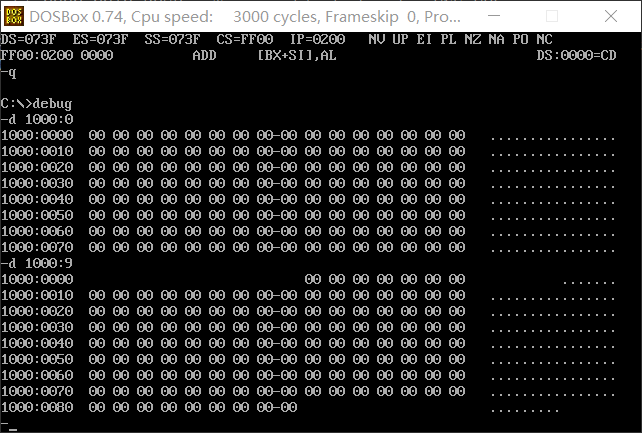 DOS BOX
DOSBox 0.74, Cpu speed: 3000 cycles, Frameskip 0, Pro...
DS=073F ES=073F SS=073F CS=FF00 IP=0200 NV UP EI PL NZ NA PO NC
FF00:0200 0000 ADD [BX+SI],AL DS:0000=CD
-q
C:\>debug
-d 1000:0
1000:0000 00 00 00 00 00 00 00 00-00 00 00 00 00 00 00 00 ................
1000:0010 00 00 00 00 00 00 00 00-00 00 00 00 00 00 00 00 ................
1000:0020 00 00 00 00 00 00 00 00-00 00 00 00 00 00 00 00 ................
1000:0030 00 00 00 00 00 00 00 00-00 00 00 00 00 00 00 00 ................
1000:0040 00 00 00 00 00 00 00 00-00 00 00 00 00 00 00 00 ................
1000:0050 00 00 00 00 00 00 00 00-00 00 00 00 00 00 00 00 ................
1000:0060 00 00 00 00 00 00 00 00-00 00 00 00 00 00 00 00 ................
1000:0070 00 00 00 00 00 00 00 00-00 00 00 00 00 00 00 00 ................
-d 1000:9
1000:0000 00 00 00 00 00 00 00 .......
1000:0010 00 00 00 00 00 00 00 00-00 00 00 00 00 00 00 00 ................
1000:0020 00 00 00 00 00 00 00 00-00 00 00 00 00 00 00 00 ................
1000:0030 00 00 00 00 00 00 00 00-00 00 00 00 00 00 00 00 ................
1000:0040 00 00 00 00 00 00 00 00-00 00 00 00 00 00 00 00 ................
1000:0050 00 00 00 00 00 00 00 00-00 00 00 00 00 00 00 00 ................
1000:0060 00 00 00 00 00 00 00 00-00 00 00 00 00 00 00 00 ................
1000:0070 00 00 00 00 00 00 00 00-00 00 00 00 00 00 00 00 ................
1000:0080 00 00 00 00 00 00 00 00-00 .........
-_